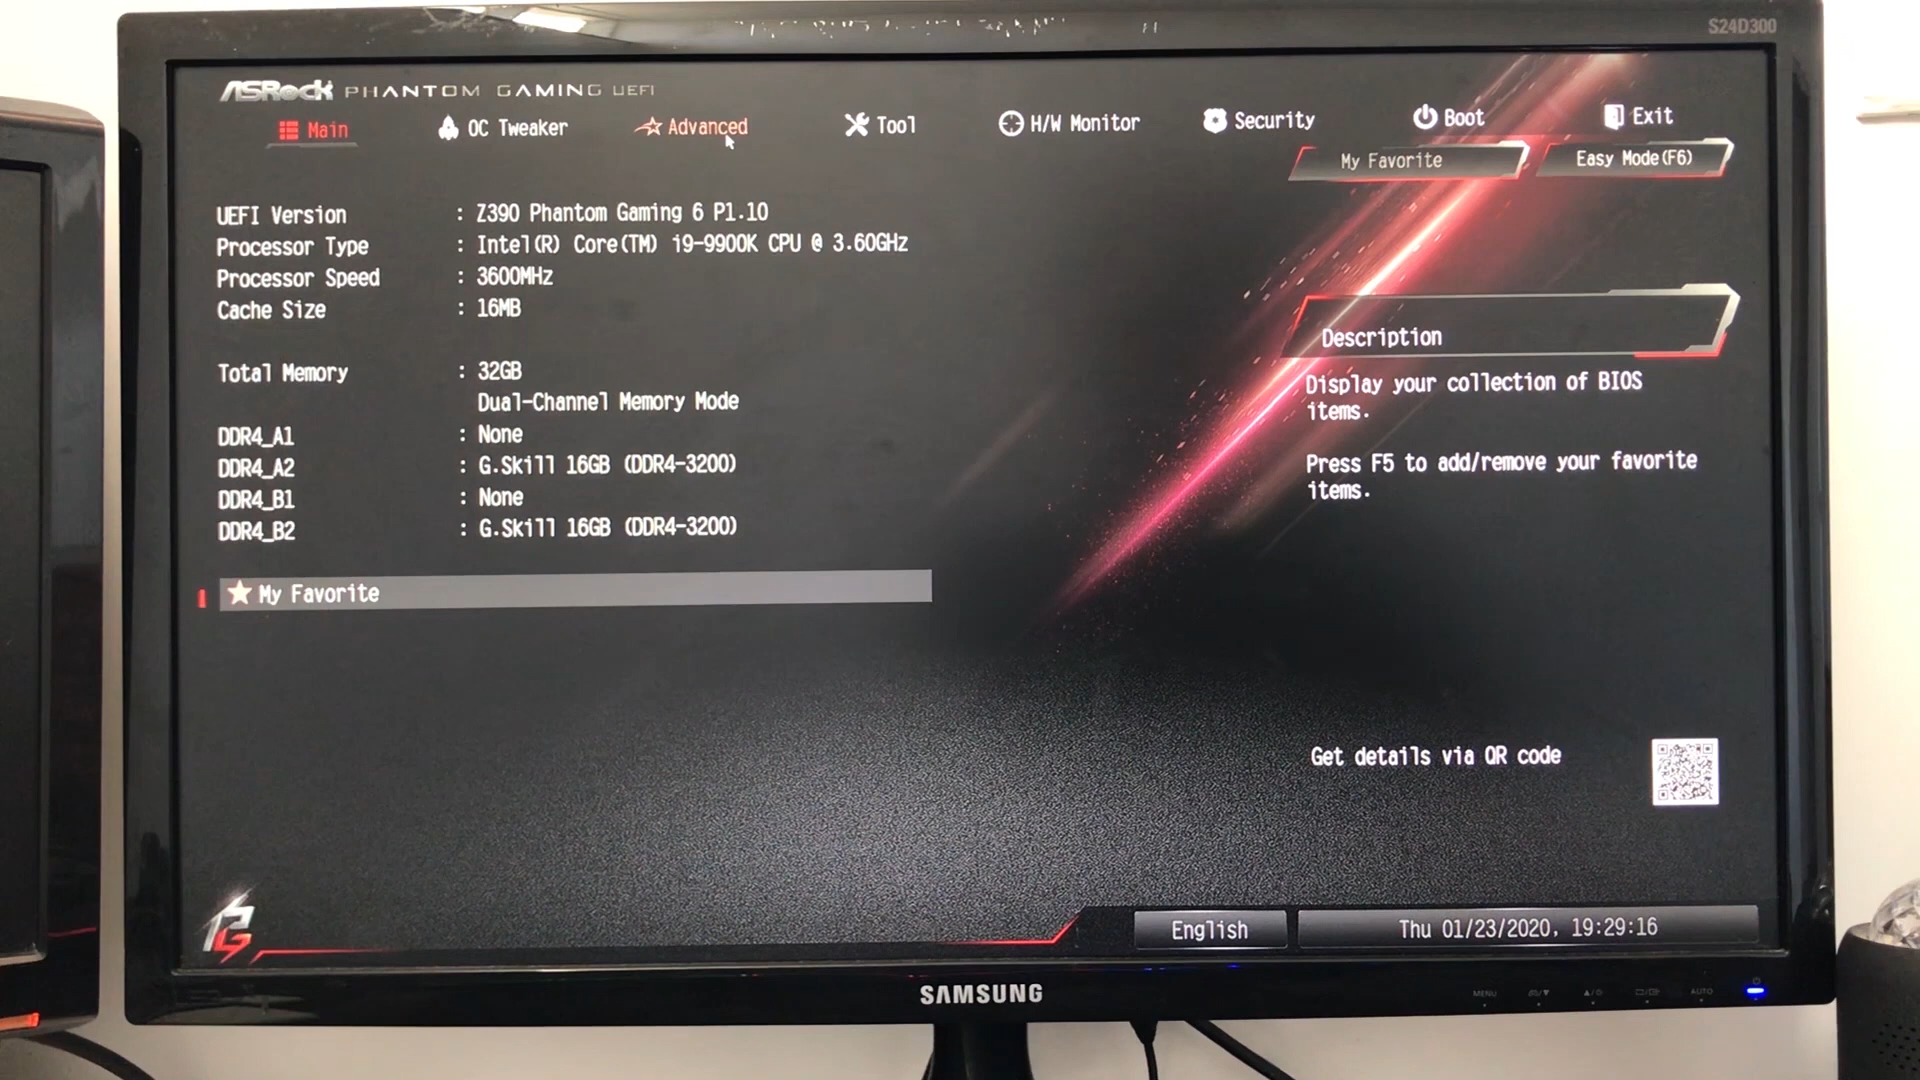 S24D300
ASRock PHANTOM GAMING UEFI
Main OC Tweaker Advanced Tool H/W Monitor Security Boot Exit
My Favorite Easy Mode(F6)
UEFI Version : Z390 Phantom Gaming 6 P1.10
Processor Type : Intel(R) Core(TM) i9-9900K CPU @ 3.60GHz
Processor Speed : 3600MHz
Cache Size : 16MB
Total Memory : 32GB
Dual-Channel Memory Mode
DDR4_A1 : None
DDR4_A2 : G.Skill 16GB (DDR4-3200)
DDR4_B1 : None
DDR4_B2 : G.Skill 16GB (DDR4-3200)
My Favorite
Description
Display your collection of BIOS
items.
Press F5 to add/remove your favorite
items.
Get details via QR code
English Thu 01/23/2020, 19:29:16
SAMSUNG
MENU AUTO